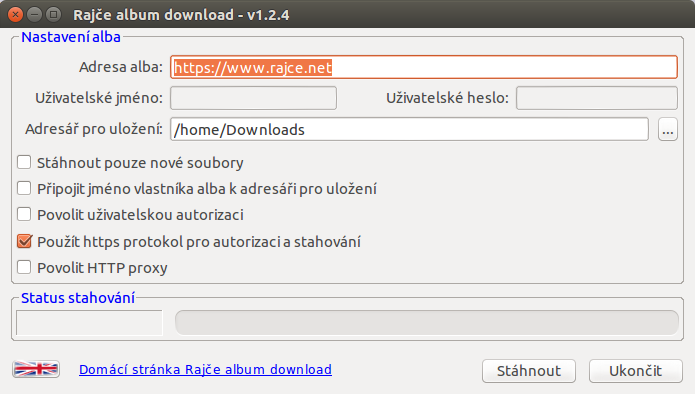 Rajče album download - v1.2.4
Nastavení alba
Adresa alba: https://www.rajce.net
Uživatelské jméno: Uživatelské heslo:
Adresář pro uložení: /home/Downloads ...
Stáhnout pouze nové soubory
Připojit jméno vlastníka alba k adresáři pro uložení
Povolit uživatelskou autorizaci
Použít https protokol pro autorizaci a stahování
Povolit HTTP proxy
Status stahování
Domácí stránka Rajče album download Stáhnout Ukončit